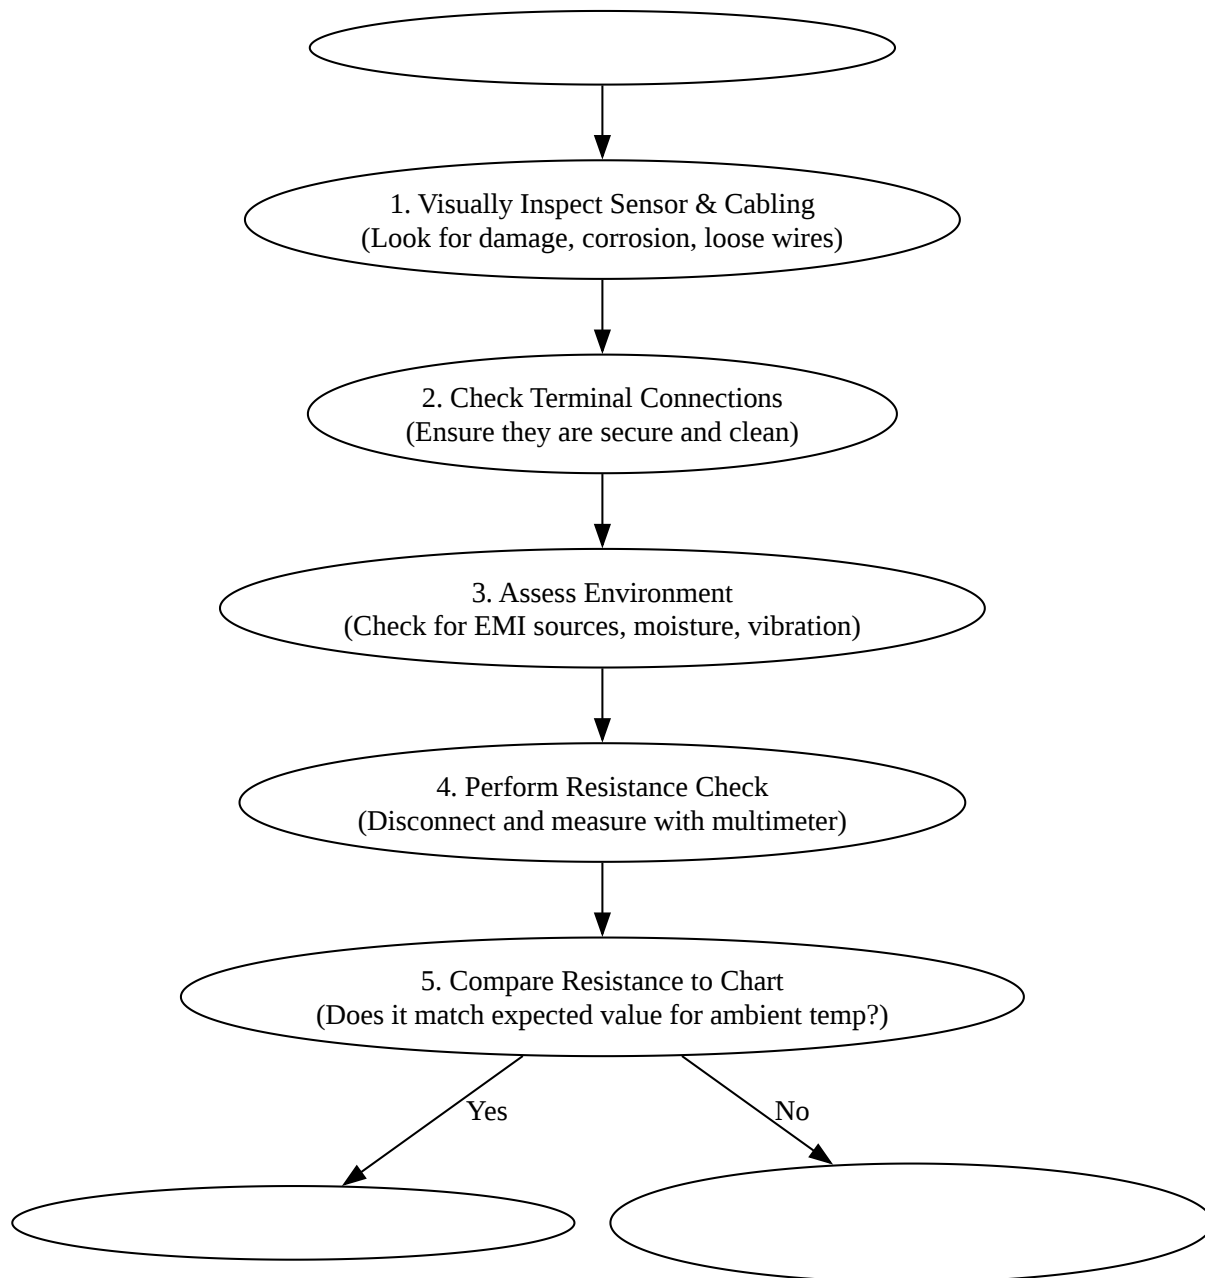 1. Visually Inspect Sensor & Cabling
(Look for damage, corrosion, loose wires)
2. Check Terminal Connections
(Ensure they are secure and clean)
3. Assess Environment
(Check for EMI sources, moisture, vibration)
4. Perform Resistance Check
(Disconnect and measure with multimeter)
5. Compare Resistance to Chart
(Does it match expected value for ambient temp?)
Yes
No